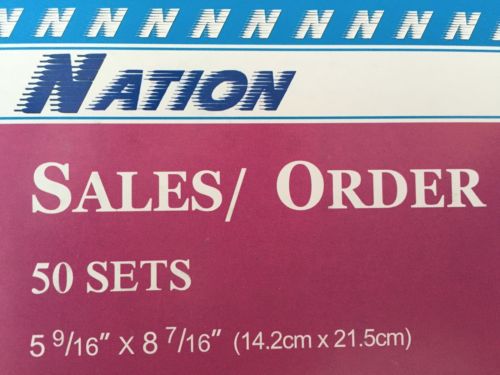 N N N N N N N N N N N
NATION
SALES/ ORDER
50 SETS
5 9/16" X 8 7/16" (14.2cm x 21.5cm)